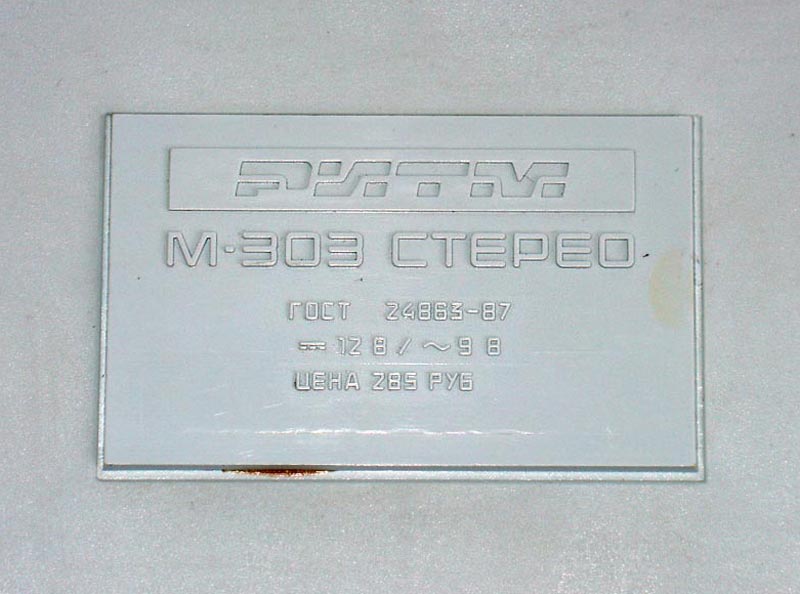 РИТМ
М-303 СТЕРЕО
ГОСТ 24863-87
⎓ 12 В / ~ 9 В
ЦЕНА 285 РУБ